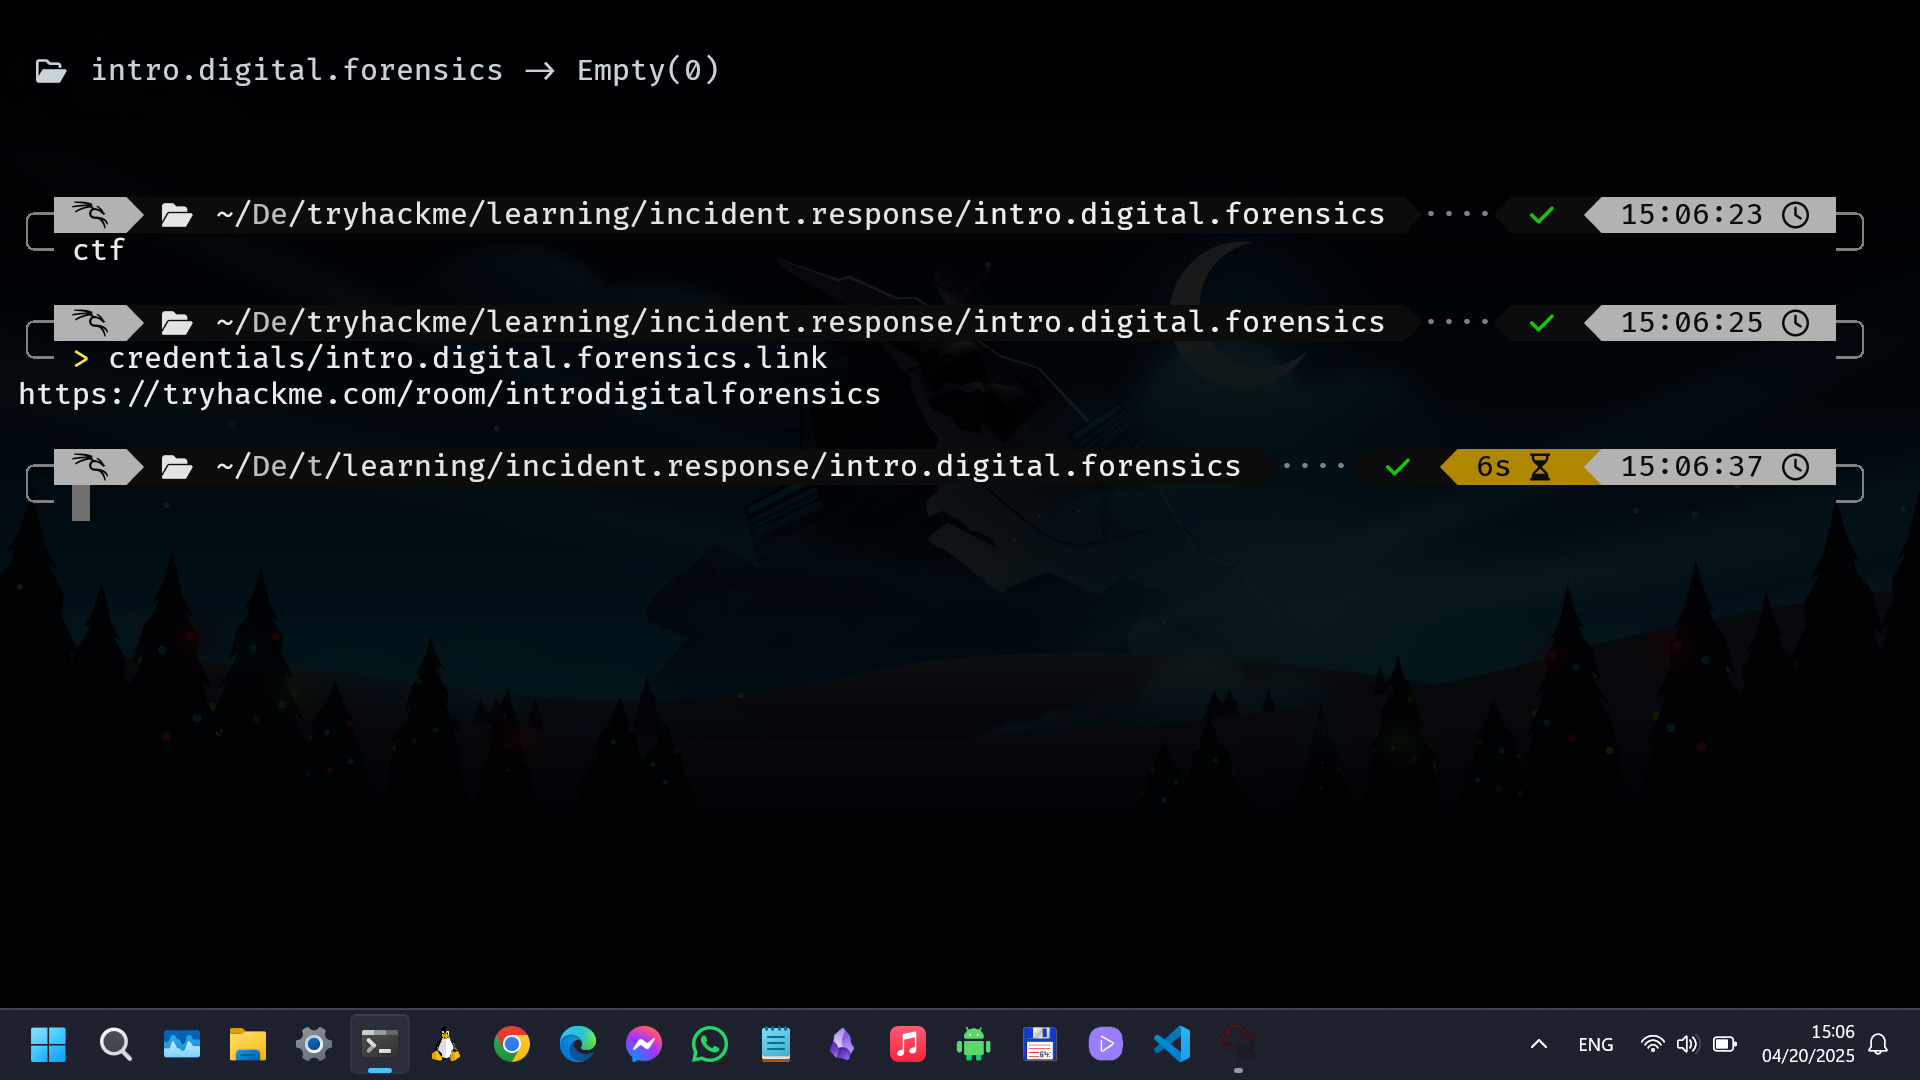 intro.digital.forensics → Empty(0)
~/De/tryhackme/learning/incident.response/intro.digital.forensics ···· ✓ 15:06:23
ctf
~/De/tryhackme/learning/incident.response/intro.digital.forensics ···· ✓ 15:06:25
> credentials/intro.digital.forensics.link
https://tryhackme.com/room/introdigitalforensics
~/De/t/learning/incident.response/intro.digital.forensics ···· ✓ 6s 15:06:37
ENG
15:06
04/20/2025